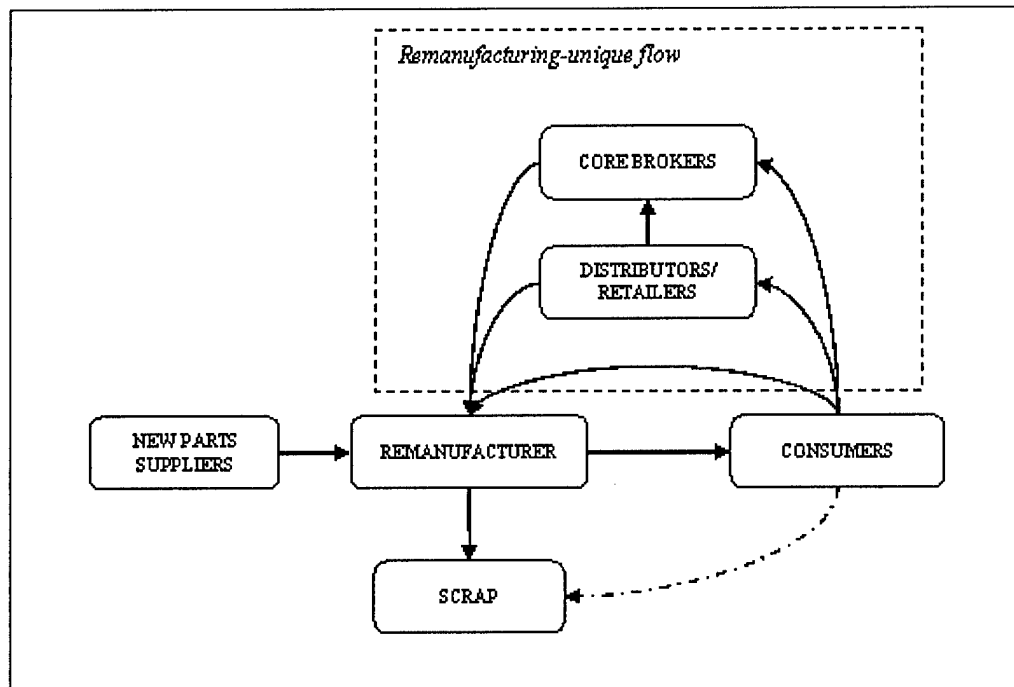 Remanufacturing-unique flow
CORE BROKERS
DISTRIBUTORS/
RETAILERS
NEW PARTS
SUPPLIERS
REMANUFACTURER
CONSUMERS
SCRAP